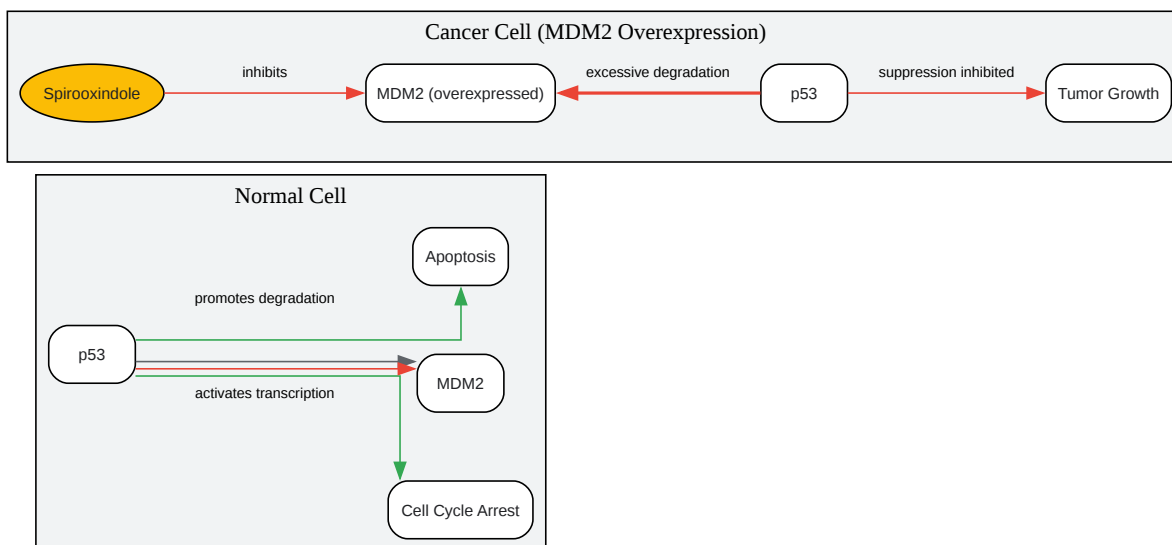 Cancer Cell (MDM2 Overexpression)
Spirooxindole
inhibits
MDM2 (overexpressed)
excessive degradation
p53
suppression inhibited
Tumor Growth
Normal Cell
Apoptosis
promotes degradation
p53
MDM2
activates transcription
Cell Cycle Arrest